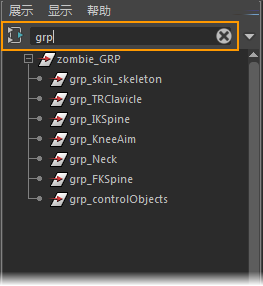 展示 显示 帮助
grp
zombie_GRP
grp_skin_skeleton
grp_TRClavicle
grp_IKSpine
grp_KneeAim
grp_Neck
grp_FKSpine
grp_controlObjects